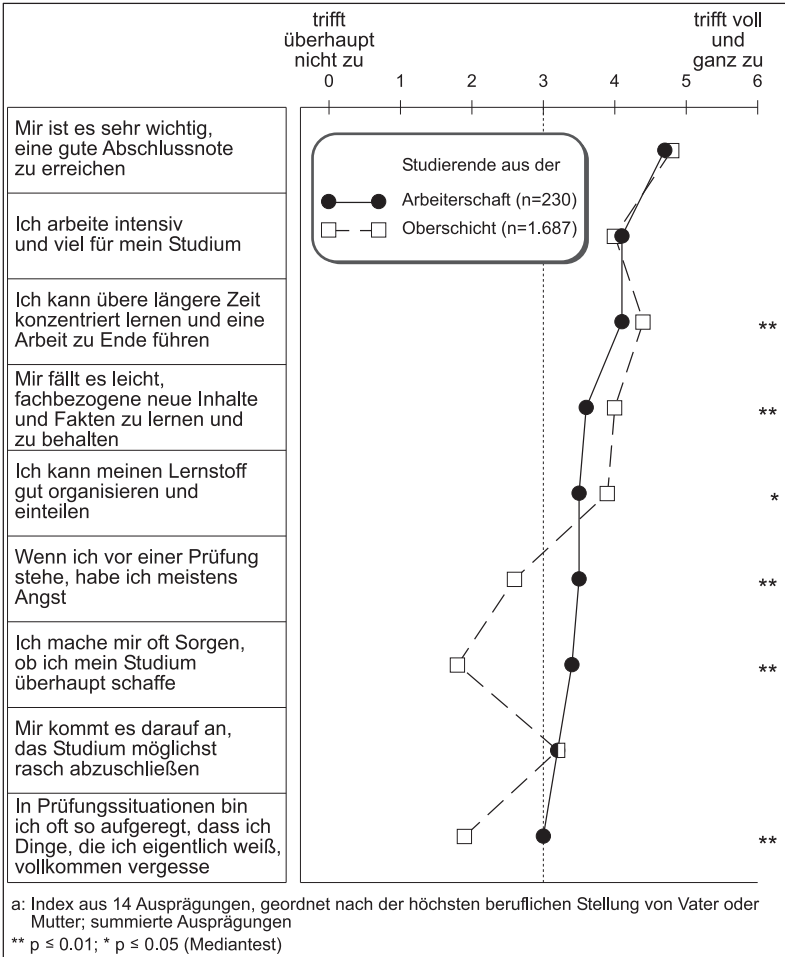 trifft
überhaupt
nicht zu
trifft voll
und
ganz zu
0 1 2 3 4 5 6
Mir ist es sehr wichtig,
eine gute Abschlussnote
zu erreichen
Studierende aus der
Arbeiterschaft (n=230)
Oberschicht (n=1.687)
Ich arbeite intensiv
und viel für mein Studium
Ich kann übere längere Zeit
konzentriert lernen und eine
Arbeit zu Ende führen
**
Mir fällt es leicht,
fachbezogene neue Inhalte
und Fakten zu lernen und
zu behalten
**
Ich kann meinen Lernstoff
gut organisieren und
einteilen
*
Wenn ich vor einer Prüfung
stehe, habe ich meistens
Angst
**
Ich mache mir oft Sorgen,
ob ich mein Studium
überhaupt schaffe
**
Mir kommt es darauf an,
das Studium möglichst
rasch abzuschließen
In Prüfungssituationen bin
ich oft so aufgeregt, dass ich
Dinge, die ich eigentlich weiß,
vollkommen vergesse
**
a: Index aus 14 Ausprägungen, geordnet nach der höchsten beruflichen Stellung von Vater oder
Mutter; summierte Ausprägungen
** p ≤ 0.01; * p ≤ 0.05 (Mediantest)